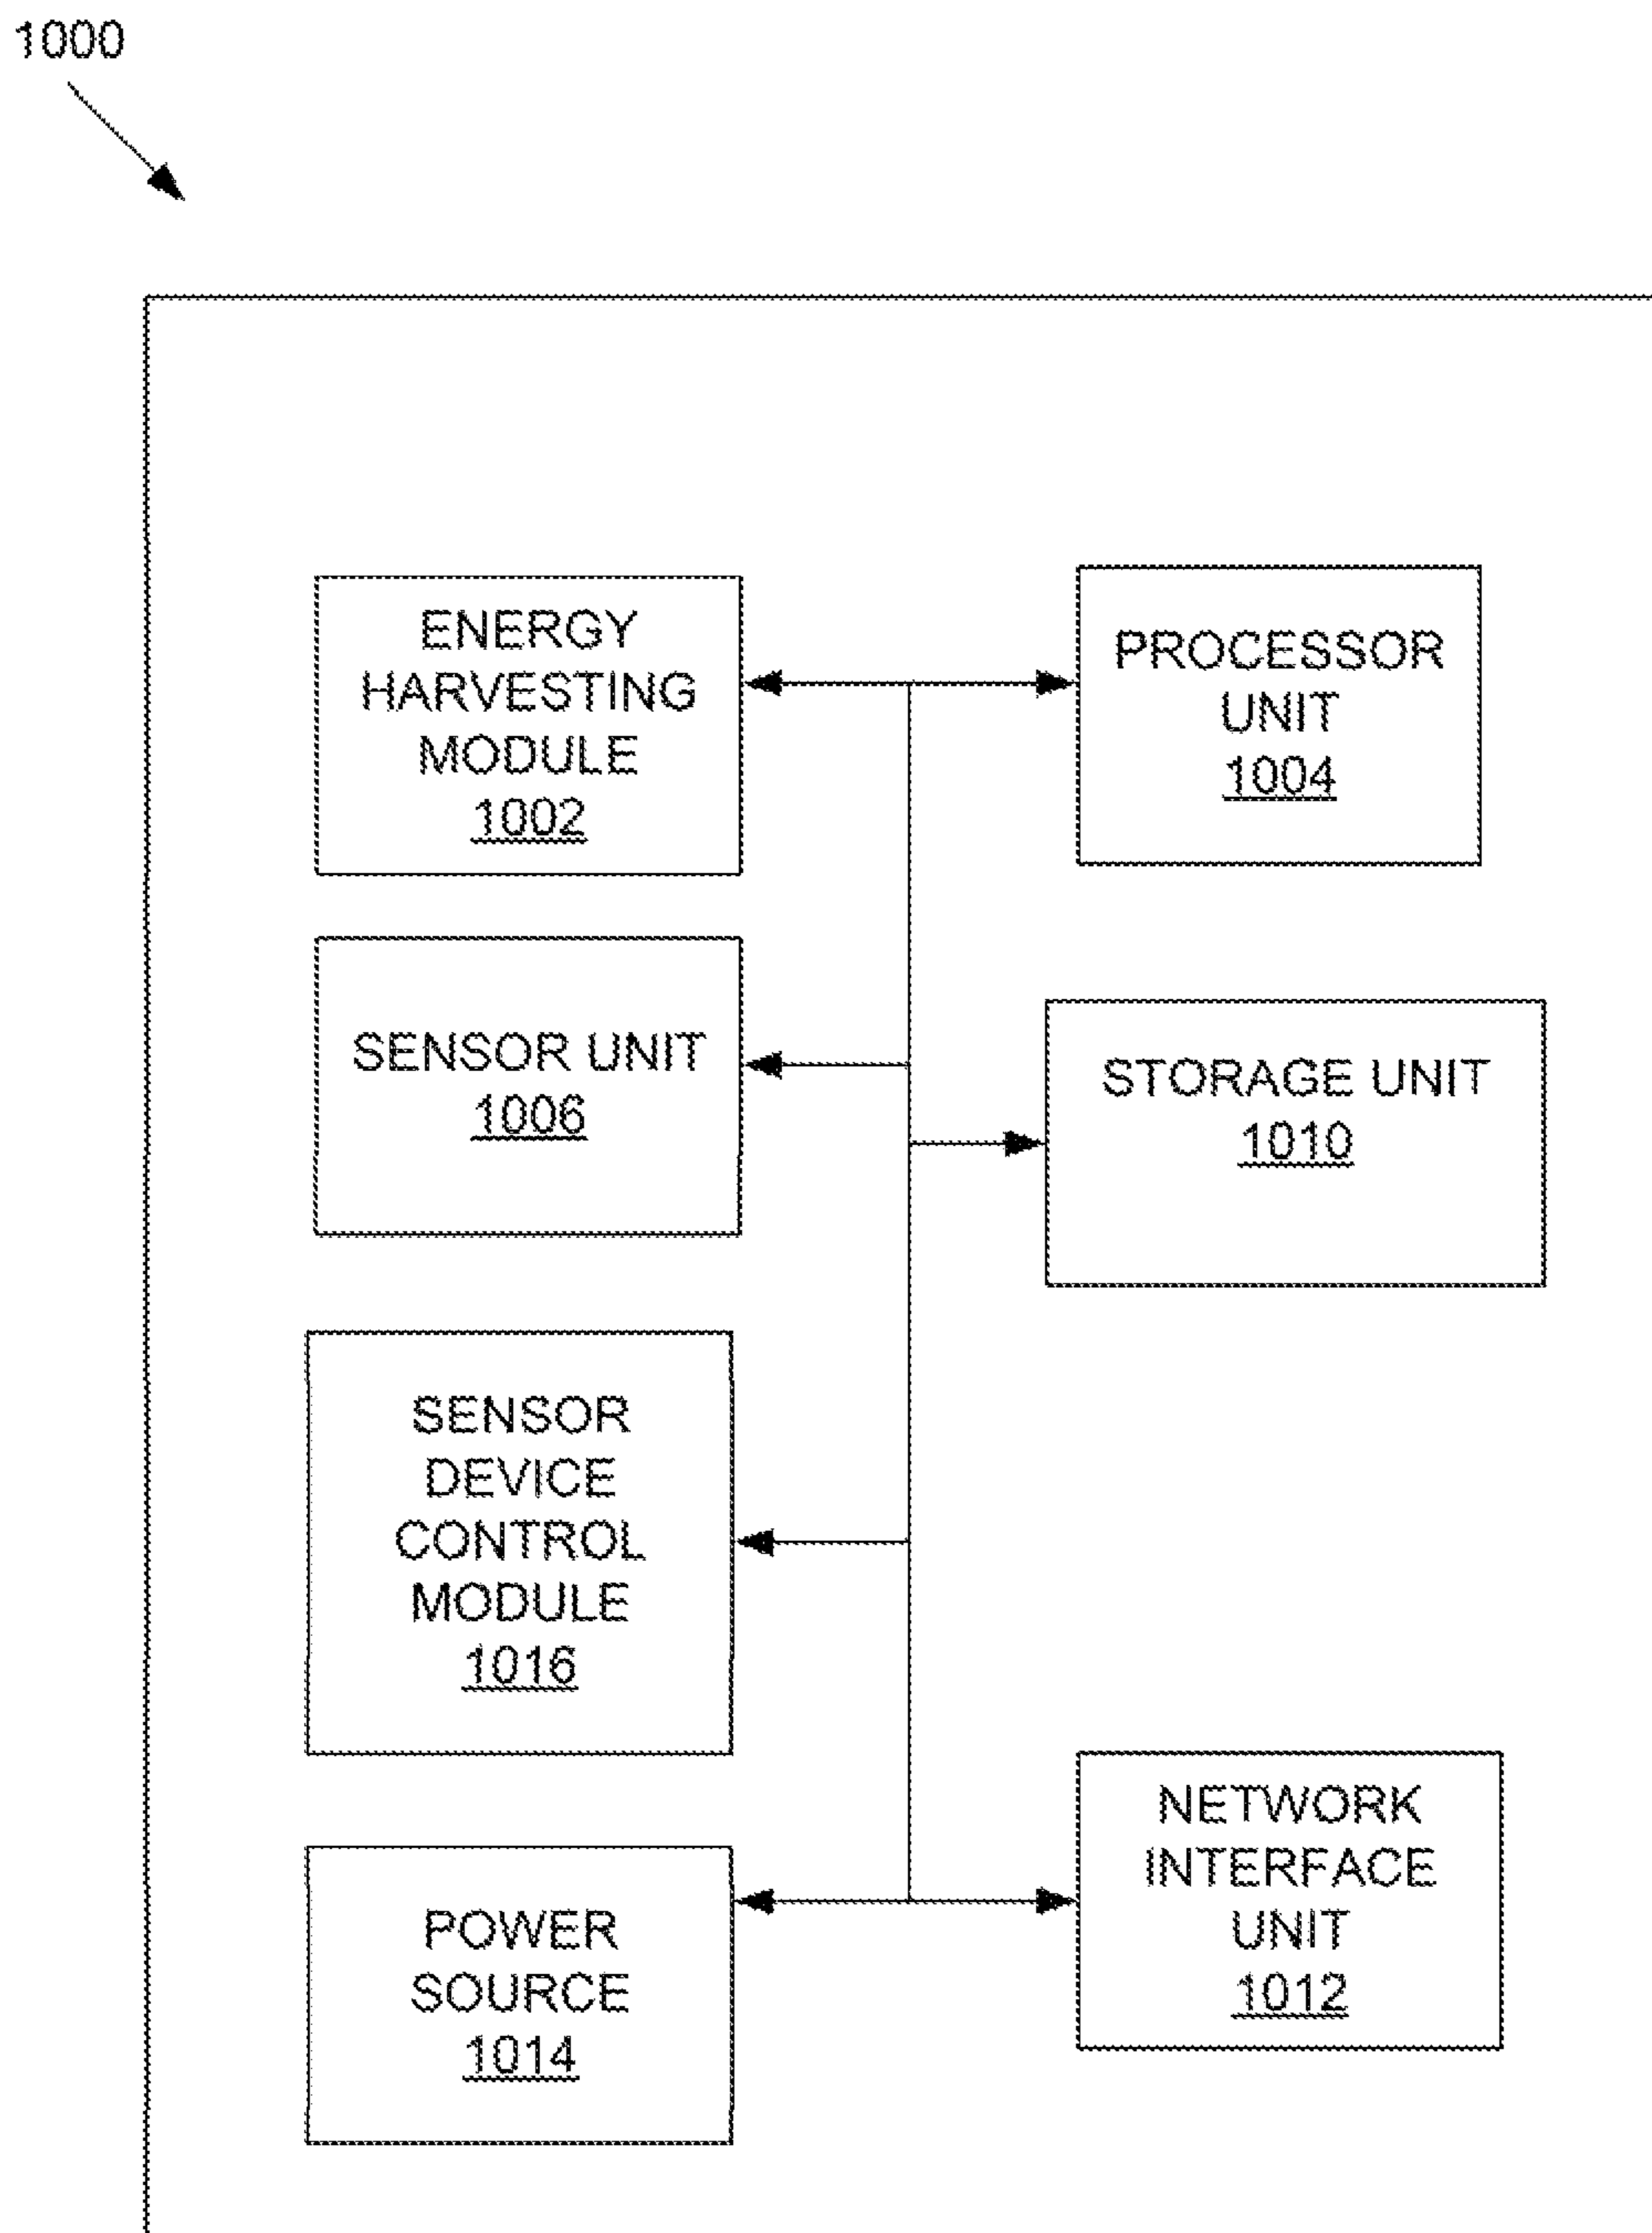 1000
ENERGY
HARVESTING
MODULE
1002
PROCESSOR
UNIT
1004
SENSOR UNIT
1006
STORAGE UNIT
1010
SENSOR
DEVICE
CONTROL
MODULE
1016
NETWORK
INTERFACE
UNIT
1012
POWER
SOURCE
1014